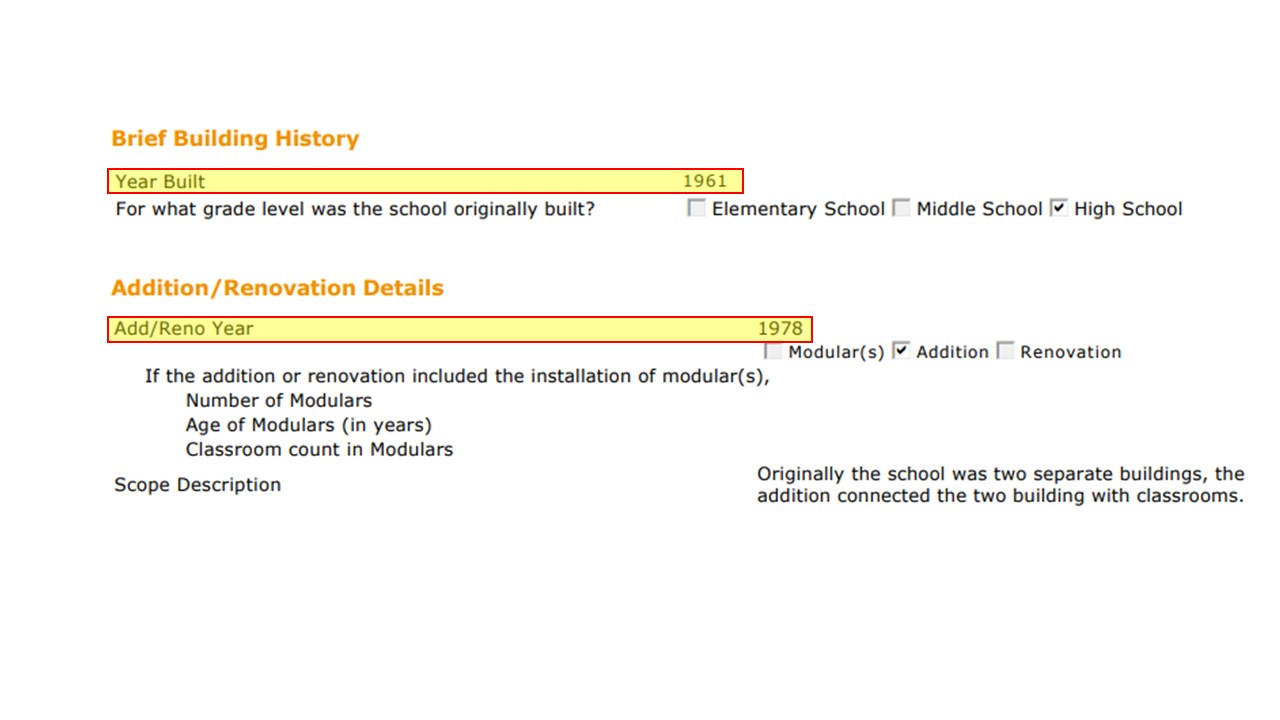 Brief Building History
Year Built 1961
For what grade level was the school originally built? Elementary School Middle School High School
Addition/Renovation Details
Add/Reno Year 1978
Modular(s) Addition Renovation
If the addition or renovation included the installation of modular(s),
Number of Modulars
Age of Modulars (in years)
Classroom count in Modulars
Scope Description
Originally the school was two separate buildings, the
addition connected the two building with classrooms.